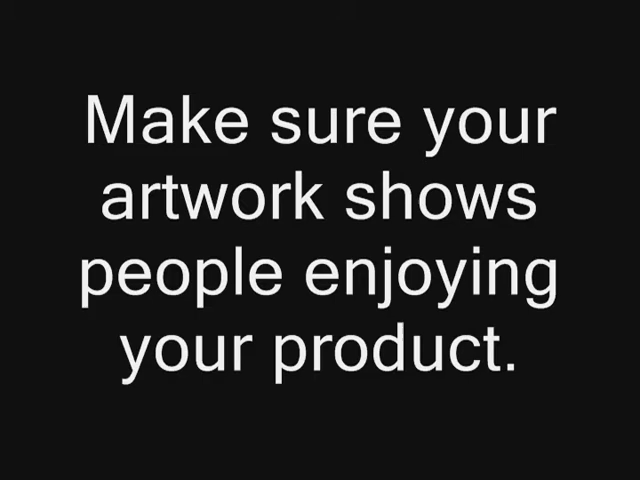 Make sure your
artwork shows
people enjoying
your product.